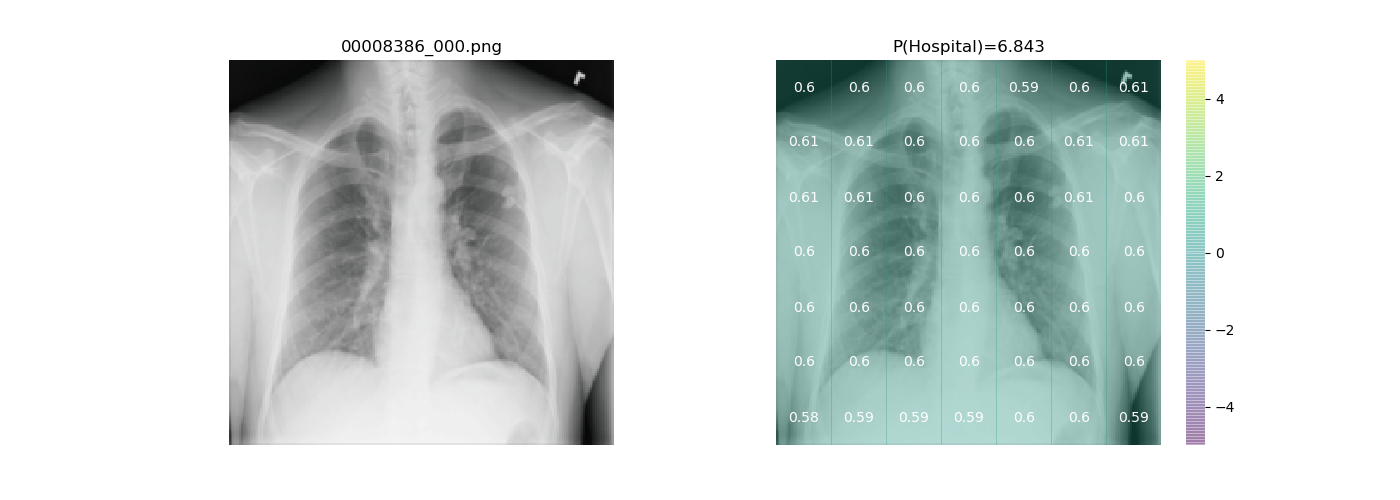 00008386_000.png
P(Hospital)=6.843
0.6 0.6 0.6 0.6 0.59 0.6 0.61
0.61 0.61 0.6 0.6 0.6 0.61 0.61
0.61 0.61 0.6 0.6 0.6 0.61 0.6
0.6 0.6 0.6 0.6 0.6 0.6 0.6
0.6 0.6 0.6 0.6 0.6 0.6 0.6
0.6 0.6 0.6 0.6 0.6 0.6 0.6
0.58 0.59 0.59 0.59 0.6 0.6 0.59
4
2
0
−2
−4